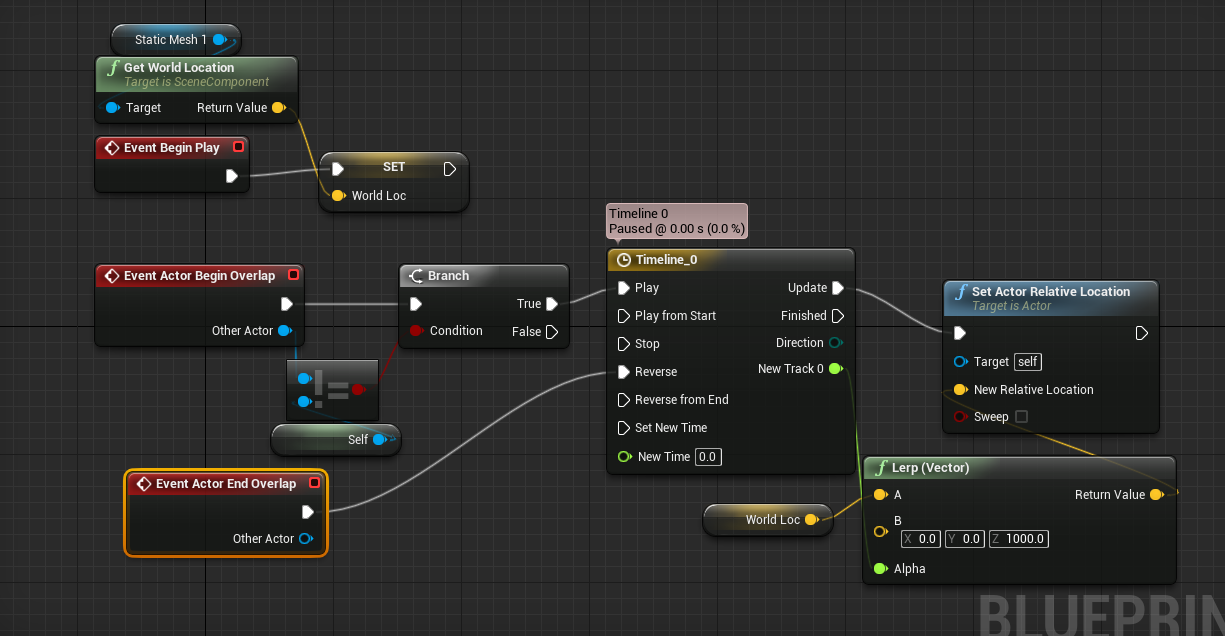 Static Mesh 1
f Get World Location
Target is SceneComponent
Target Return Value
Event Begin Play
SET
World Loc
Timeline 0
Paused @ 0.00 s (0.0 %)
Event Actor Begin Overlap
Other Actor
Branch
True
Condition False
!=
Self
Timeline_0
Play Update
Play from Start Finished
Stop Direction
Reverse New Track 0
Reverse from End
Set New Time
New Time 0.0
f Set Actor Relative Location
Target is Actor
Target self
New Relative Location
Sweep
Event Actor End Overlap
Other Actor
World Loc
f Lerp (Vector)
A Return Value
B
X 0.0 Y 0.0 Z 1000.0
Alpha
BLUEPRIN